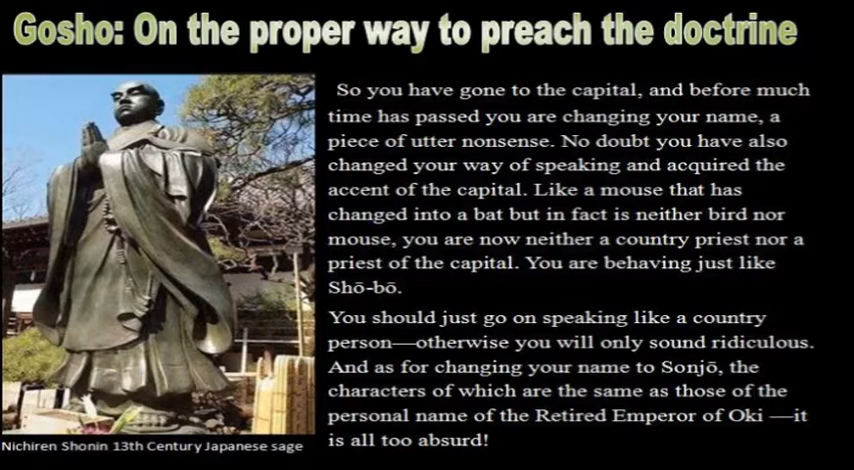 Gosho: On the proper way to preach the doctrine
So you have gone to the capital, and before much
time has passed you are changing your name, a
piece of utter nonsense. No doubt you have also
changed your way of speaking and acquired the
accent of the capital. Like a mouse that has
changed into a bat but in fact is neither bird nor
mouse, you are now neither a country priest nor a
priest of the capital. You are behaving just like
Shō-bō.
You should just go on speaking like a country
person—otherwise you will only sound ridiculous.
And as for changing your name to Sonjō, the
characters of which are the same as those of the
personal name of the Retired Emperor of Oki —it
is all too absurd!
Nichiren Shonin 13th Century Japanese sage